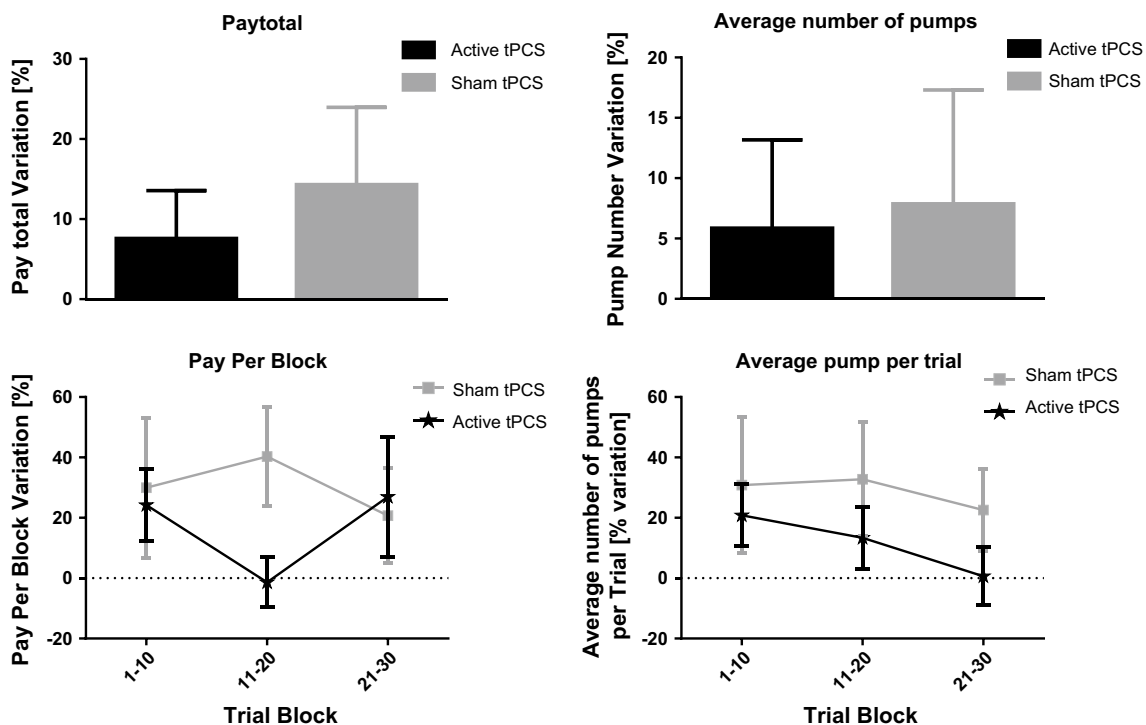 Paytotal
Pay total Variation [%]
30
20
10
0
Active tPCS
Sham tPCS
Average number of pumps
Pump Number Variation [%]
20
15
10
5
0
Active tPCS
Sham tPCS
Pay Per Block
Pay Per Block Variation [%]
60
40
20
0
-20
Sham tPCS
Active tPCS
1-10
11-20
21-30
Trial Block
Average pump per trial
Average number of pumps
per Trial [% variation]
60
40
20
0
-20
Sham tPCS
Active tPCS
1-10
11-20
21-30
Trial Block